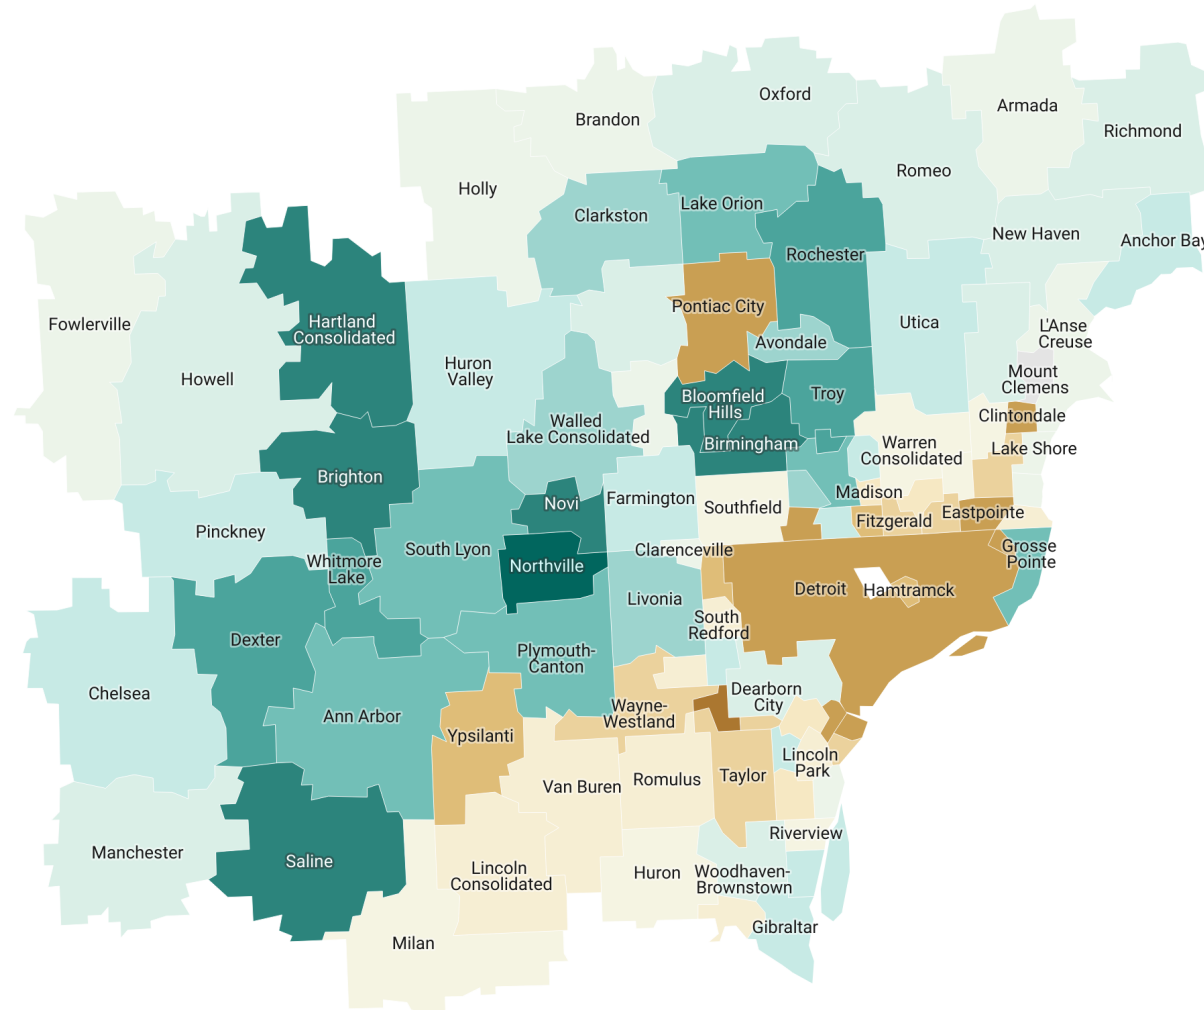 Oxford
Armada
Brandon
Richmond
Romeo
Holly
Lake Orion
Clarkston
New Haven
Anchor Bay
Rochester
Pontiac City
Fowlerville
Hartland
Consolidated
Utica
L'Anse
Creuse
Avondale
Huron
Valley
Howell
Mount
Clemens
Bloomfield
Hills
Troy
Clintondale
Walled
Lake Consolidated
Birmingham
Warren
Consolidated
Lake Shore
Brighton
Novi
Farmington
Madison
Southfield
Eastpointe
Fitzgerald
Pinckney
South Lyon
Clarenceville
Grosse
Pointe
Whitmore
Lake
Northville
Detroit
Hamtramck
Livonia
South
Redford
Dexter
Plymouth-
Canton
Chelsea
Dearborn
City
Ann Arbor
Wayne-
Westland
Ypsilanti
Lincoln
Park
Van Buren
Romulus
Taylor
Riverview
Manchester
Saline
Lincoln
Consolidated
Huron
Woodhaven-
Brownstown
Gibraltar
Milan